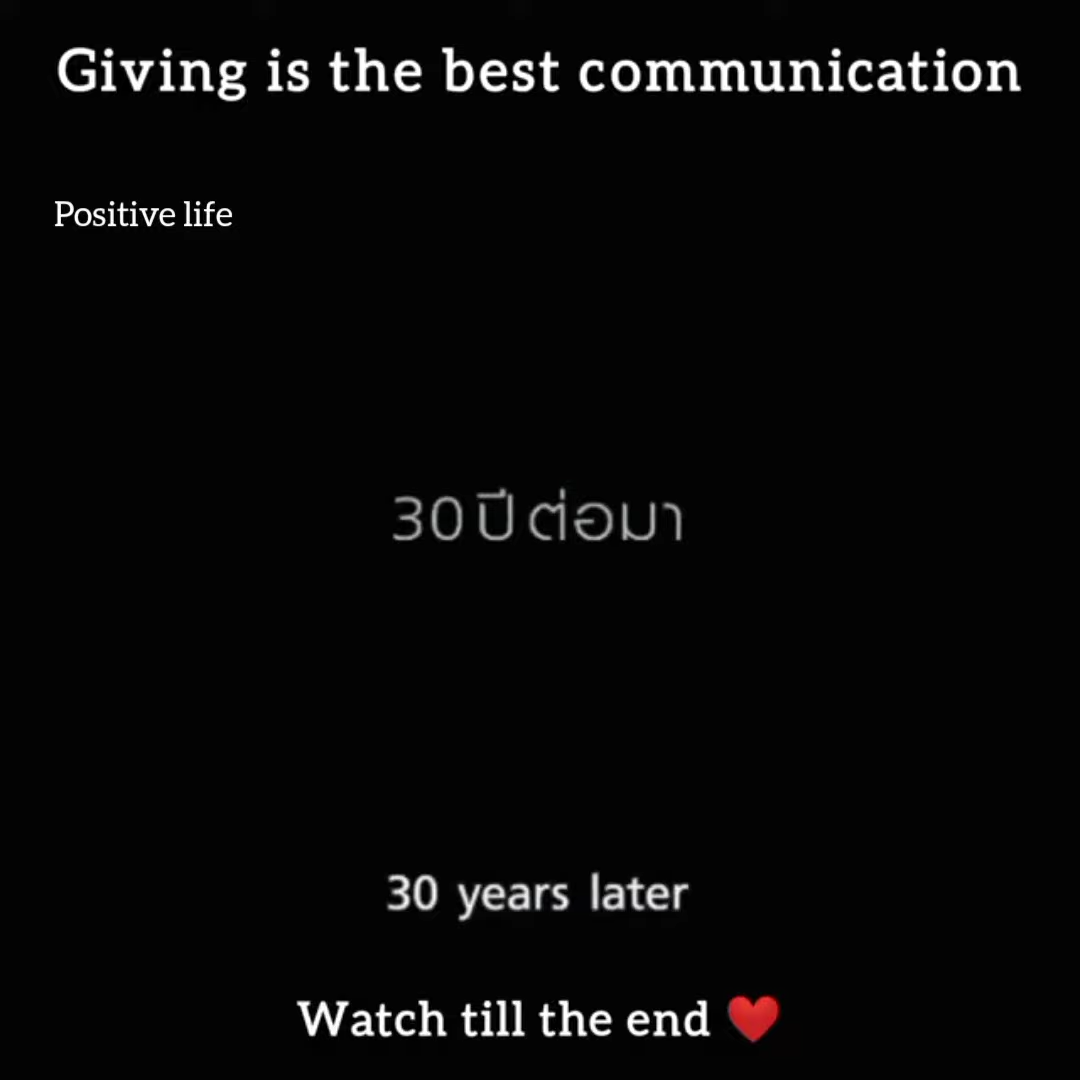 Giving is the best communication
Positive life
30 ปี ต่อมา
30 years later
Watch till the end ❤️